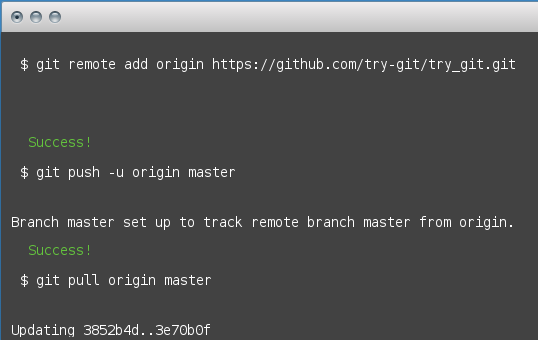 $ git remote add origin https://github.com/try-git/try_git.git
Success!
$ git push -u origin master
Branch master set up to track remote branch master from origin.
Success!
$ git pull origin master
Updating 3852b4d..3e70b0f